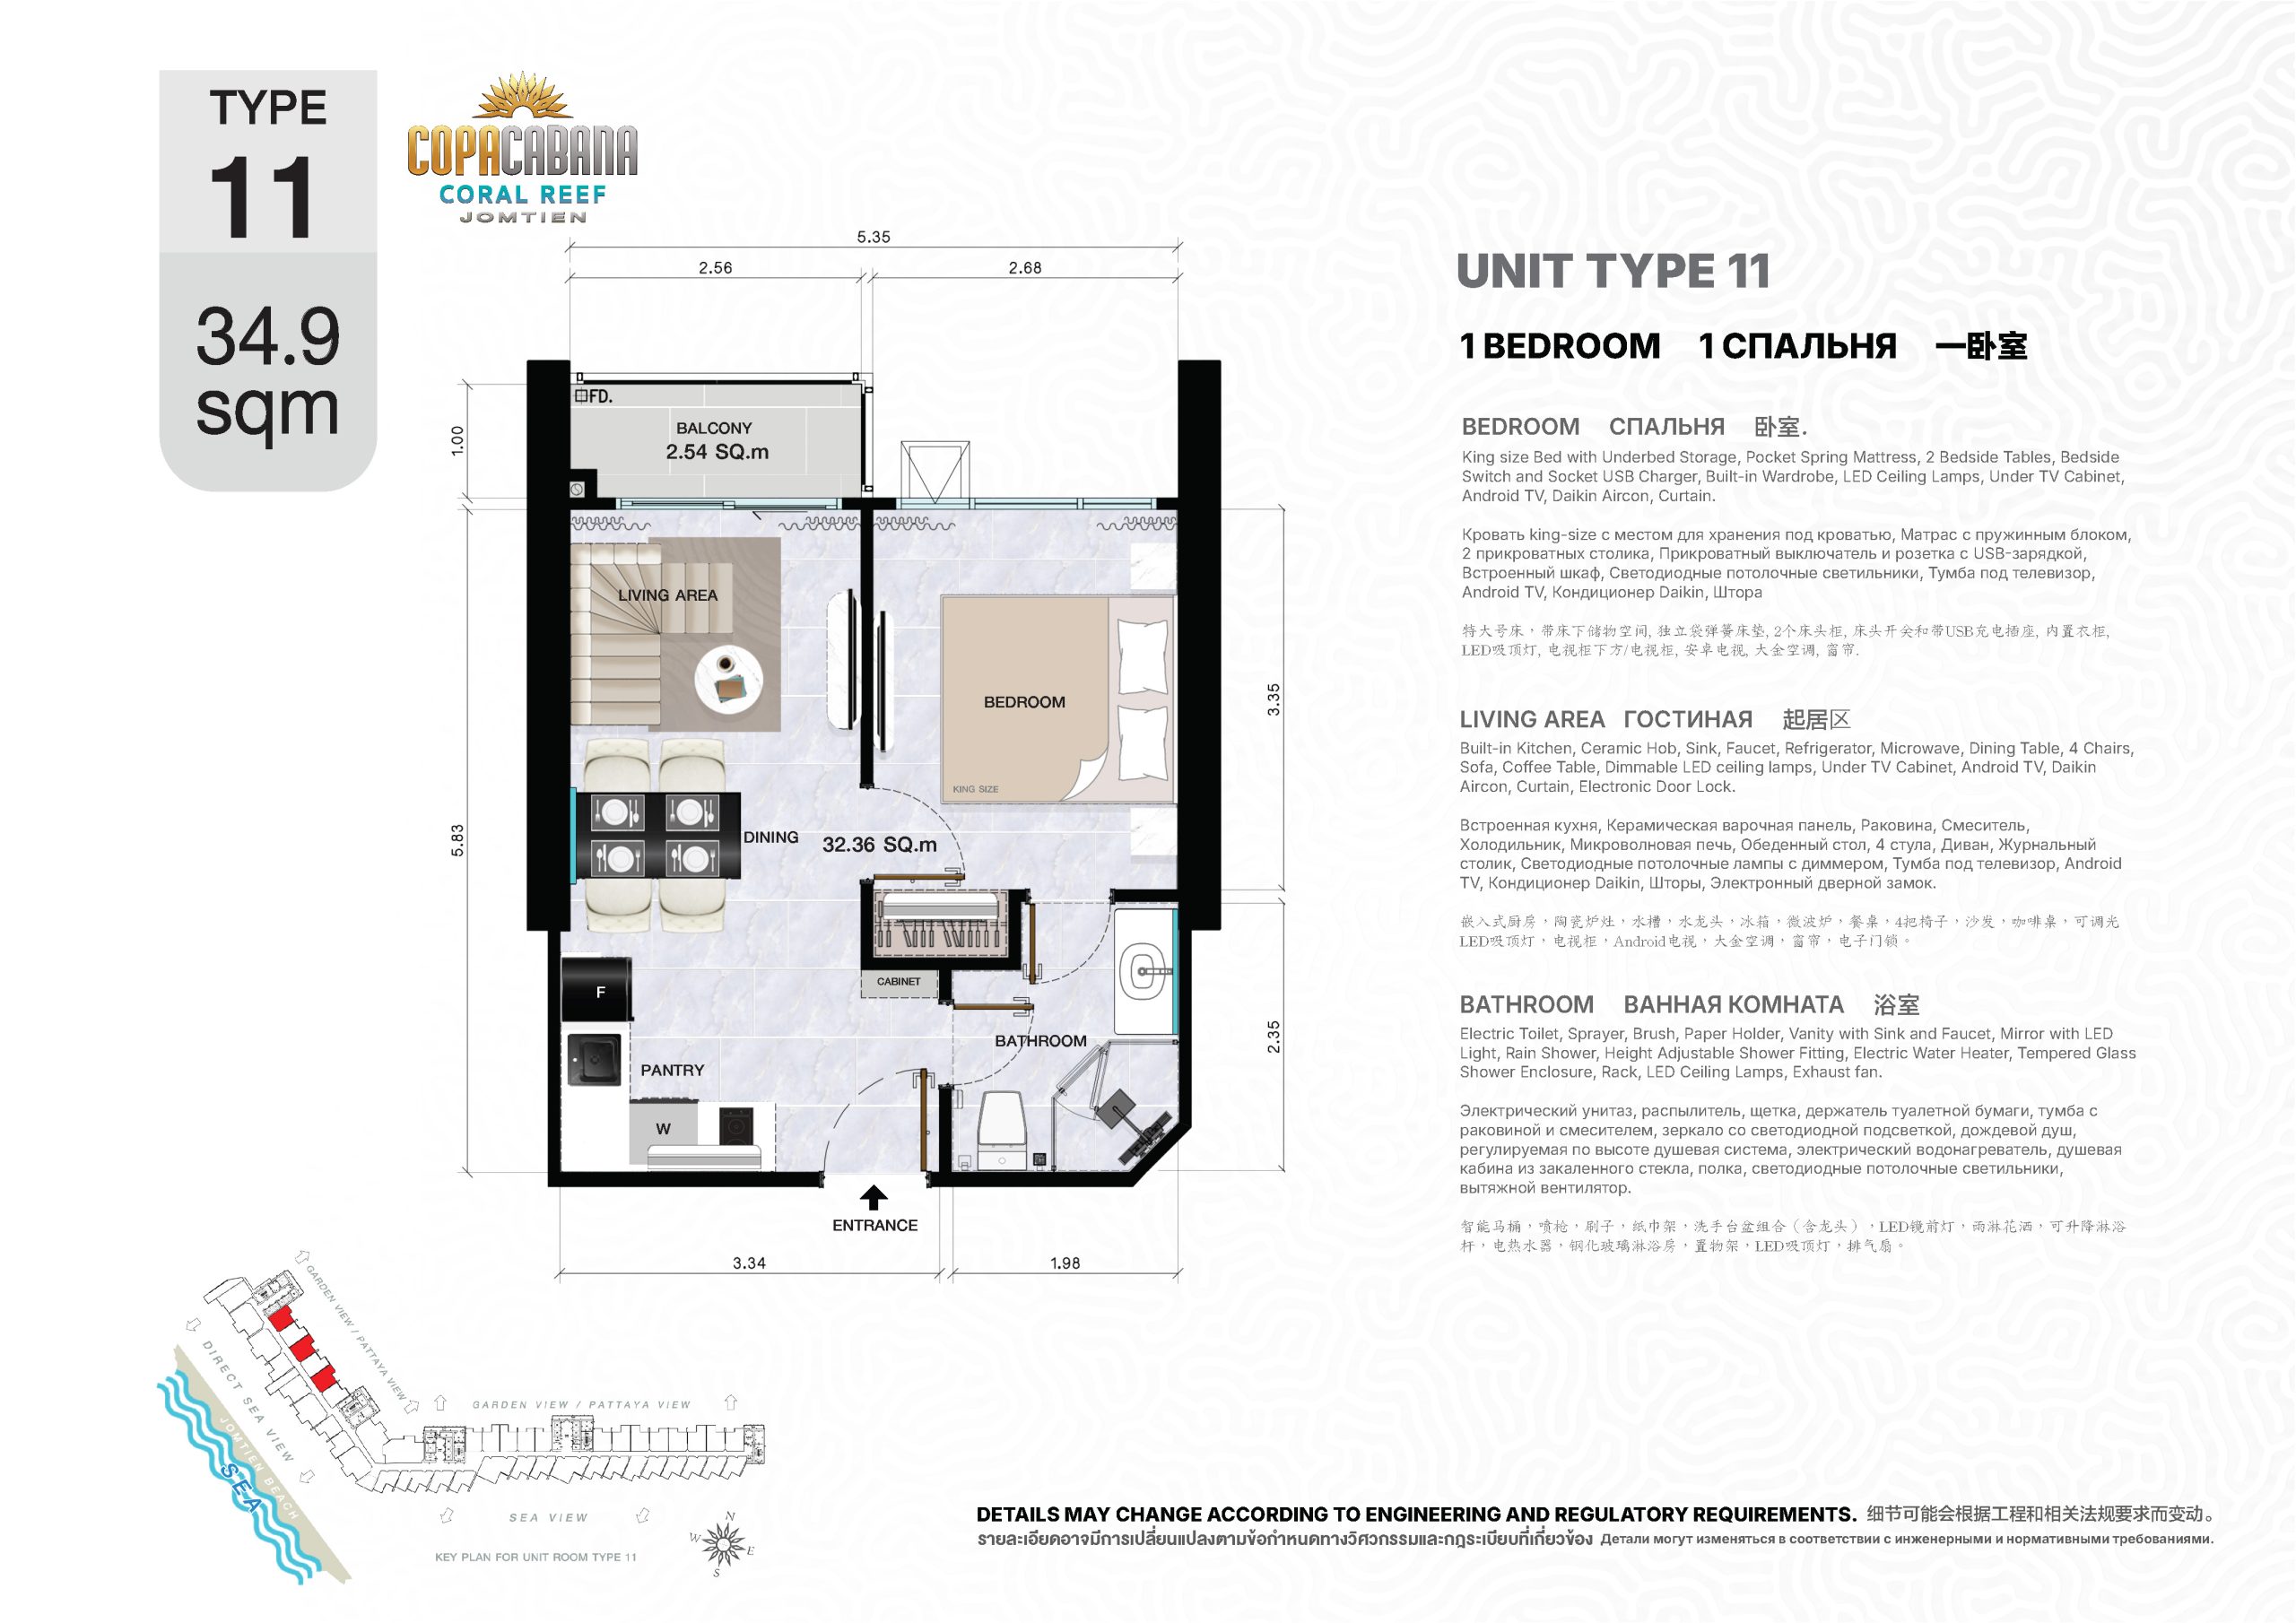 TYPE
11
34.9
sqm
COPACABANA
CORAL REEF
JOMTIEN
5.35
2.56
2.68
FD.
BALCONY
2.54 SQ.m
1.00
LIVING AREA
BEDROOM
KING SIZE
3.35
5.83
DINING
32.36 SQ.m
F
CABINET
PANTRY
BATHROOM
2.35
W
ENTRANCE
3.34
1.98
UNIT TYPE 11
1 BEDROOM 1 СПАЛЬНЯ 一卧室
BEDROOM СПАЛЬНЯ 卧室.
King size Bed with Underbed Storage, Pocket Spring Mattress, 2 Bedside Tables, Bedside
Switch and Socket USB Charger, Built-in Wardrobe, LED Ceiling Lamps, Under TV Cabinet,
Android TV, Daikin Aircon, Curtain.
Кровать king-size с местом для хранения под кроватью, Матрас с пружинным блоком,
2 прикроватных столика, Прикроватный выключатель и розетка с USB-зарядкой,
Встроенный шкаф, Светодиодные потолочные светильники, Тумба под телевизор,
Android TV, Кондиционер Daikin, Штора
特大号床，带床下储物空间, 独立袋弹簧床垫, 2个床头柜, 床头开关和带USB充电插座, 内置衣柜,
LED吸顶灯, 电视柜下方/电视柜, 安卓电视, 大金空调, 窗帘.
LIVING AREA ГОСТИНАЯ 起居区
Built-in Kitchen, Ceramic Hob, Sink, Faucet, Refrigerator, Microwave, Dining Table, 4 Chairs,
Sofa, Coffee Table, Dimmable LED ceiling lamps, Under TV Cabinet, Android TV, Daikin
Aircon, Curtain, Electronic Door Lock.
Встроенная кухня, Керамическая варочная панель, Раковина, Смеситель,
Холодильник, Микроволновая печь, Обеденный стол, 4 стула, Диван, Журнальный
столик, Светодиодные потолочные лампы с диммером, Тумба под телевизор, Android
TV, Кондиционер Daikin, Шторы, Электронный дверной замок.
嵌入式厨房，陶瓷炉灶，水槽，水龙头，冰箱，微波炉，餐桌，4把椅子，沙发，咖啡桌，可调光
LED吸顶灯，电视柜，Android电视，大金空调，窗帘，电子门锁。
BATHROOM ВАННАЯ КОМНАТА 浴室
Electric Toilet, Sprayer, Brush, Paper Holder, Vanity with Sink and Faucet, Mirror with LED
Light, Rain Shower, Height Adjustable Shower Fitting, Electric Water Heater, Tempered Glass
Shower Enclosure, Rack, LED Ceiling Lamps, Exhaust fan.
Электрический унитаз, распылитель, щетка, держатель туалетной бумаги, тумба с
раковиной и смесителем, зеркало со светодиодной подсветкой, дождевой душ,
регулируемая по высоте душевая система, электрический водонагреватель, душевая
кабина из закаленного стекла, полка, светодиодные потолочные светильники,
вытяжной вентилятор.
智能马桶，喷枪，刷子，纸巾架，洗手台盆组合（含龙头），LED镜前灯，雨淋花洒，可升降淋浴
杆，电热水器，钢化玻璃淋浴房，置物架，LED吸顶灯，排气扇。
GARDEN VIEW / PATTAYA VIEW
DIRECT SEA VIEW
JOMTIEN BEACH
SEA
GARDEN VIEW / PATTAYA VIEW
SEA VIEW
KEY PLAN FOR UNIT ROOM TYPE 11
N
W
E
S
DETAILS MAY CHANGE ACCORDING TO ENGINEERING AND REGULATORY REQUIREMENTS. 细节可能会根据工程和相关法规要求而变动。
รายละเอียดอาจมีการเปลี่ยนแปลงตามข้อกำหนดทางวิศวกรรมและกฎระเบียบที่เกี่ยวข้อง Детали могут изменяться в соответствии с инженерными и нормативными требованиями.